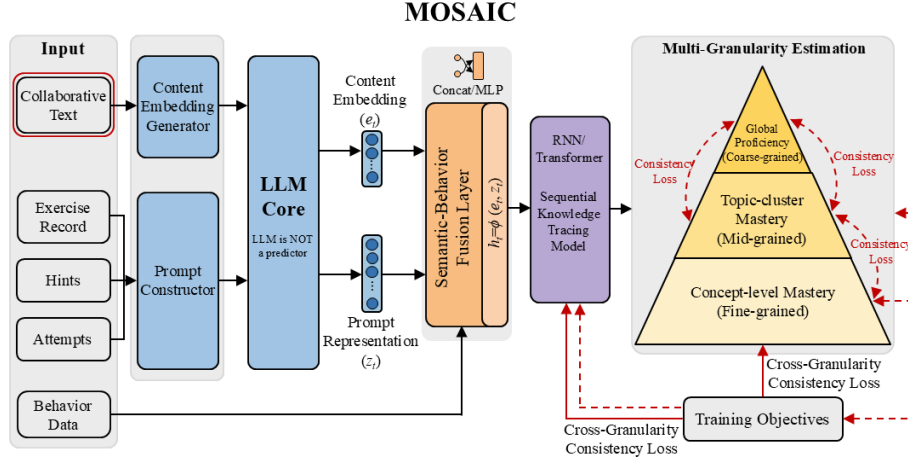 MOSAIC
Input
Collaborative
Text
Exercise
Record
Hints
Attempts
Behavior
Data
Content
Embedding
Generator
Prompt
Constructor
LLM
Core
LLM is NOT
a predictor
Content
Embedding
(e_t)
Prompt
Representation
(z_t)
Concat/MLP
Semantic-Behavior
Fusion Layer
h_t=ϕ (e_t, z_t)
RNN/
Transformer
Sequential
Knowledge
Tracing
Model
Multi-Granularity Estimation
Global
Proficiency
(Coarse-grained)
Topic-cluster
Mastery
(Mid-grained)
Concept-level Mastery
(Fine-grained)
Consistency
Loss
Consistency
Loss
Consistency
Loss
Cross-Granularity
Consistency Loss
Training Objectives
Cross-Granularity
Consistency Loss